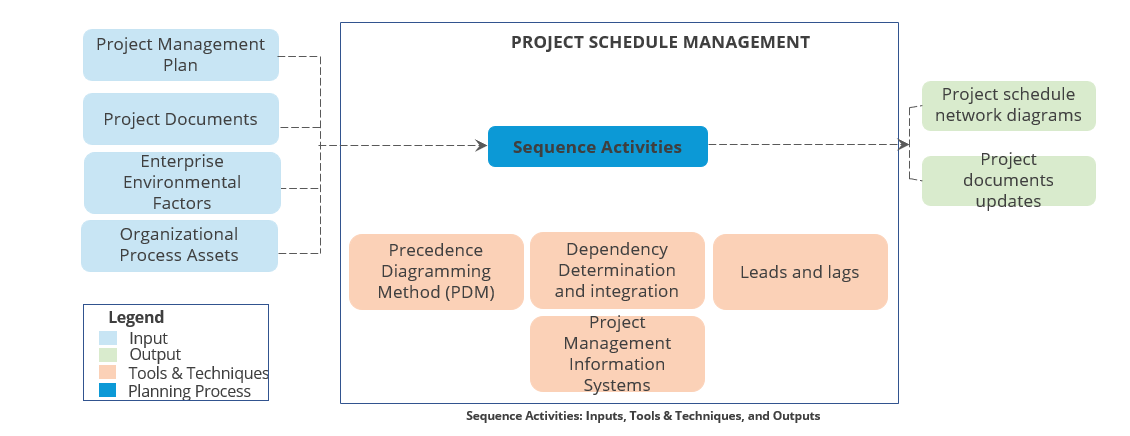 PROJECT SCHEDULE MANAGEMENT
Project Management
Plan
Project Documents
Enterprise
Environmental
Factors
Organizational
Process Assets
Sequence Activities
Project schedule
network diagrams
Project
documents
updates
Precedence
Diagramming
Method (PDM)
Dependency
Determination
and integration
Leads and lags
Project
Management
Information
Systems
Legend
Input
Output
Tools & Techniques
Planning Process
Sequence Activities: Inputs, Tools & Techniques, and Outputs